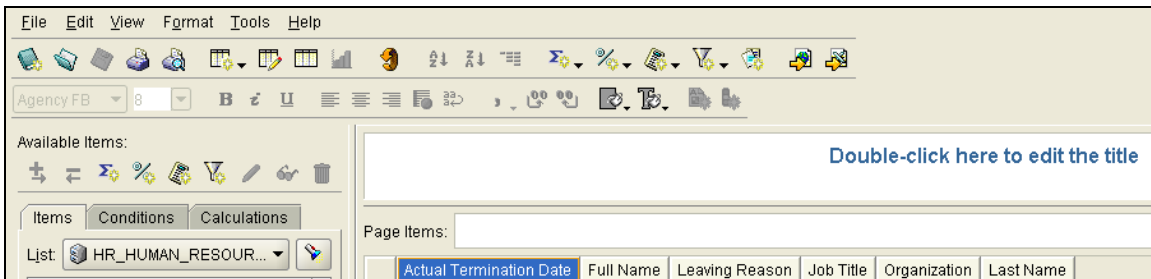 File Edit View Format Tools Help
Agency FB 8 B i U
Available Items:
Double-click here to edit the title
Items Conditions Calculations
Page Items:
List: HR_HUMAN_RESOUR...
Actual Termination Date Full Name Leaving Reason Job Title Organization Last Name